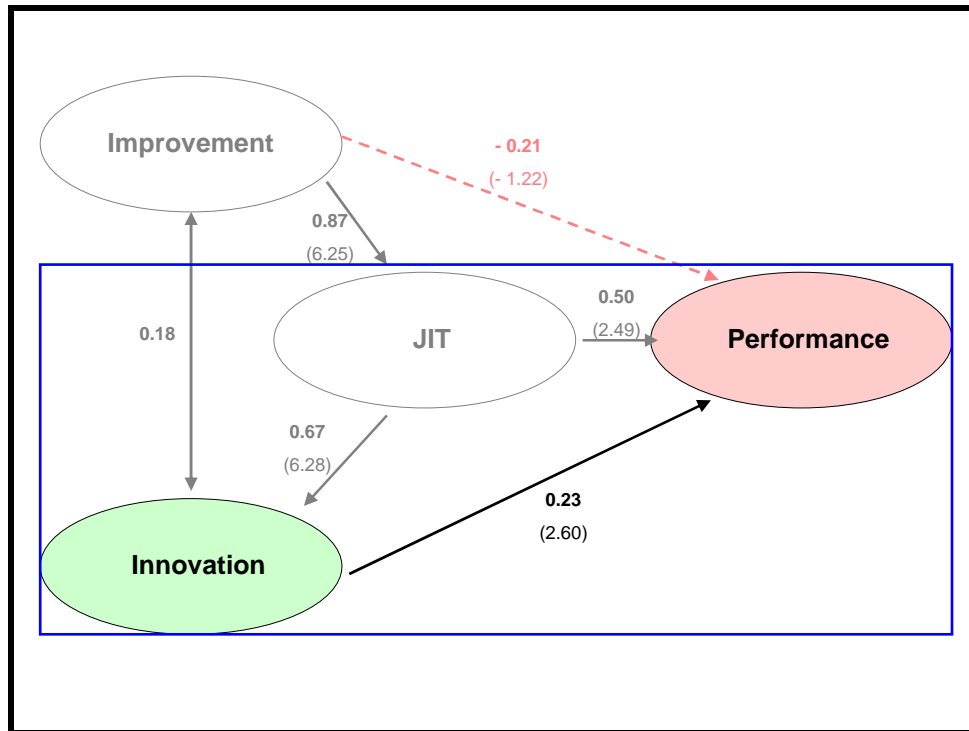 Improvement
- 0.21
(- 1.22)
0.87
(6.25)
0.50
(2.49)
0.18
JIT
Performance
0.67
(6.28)
0.23
(2.60)
Innovation